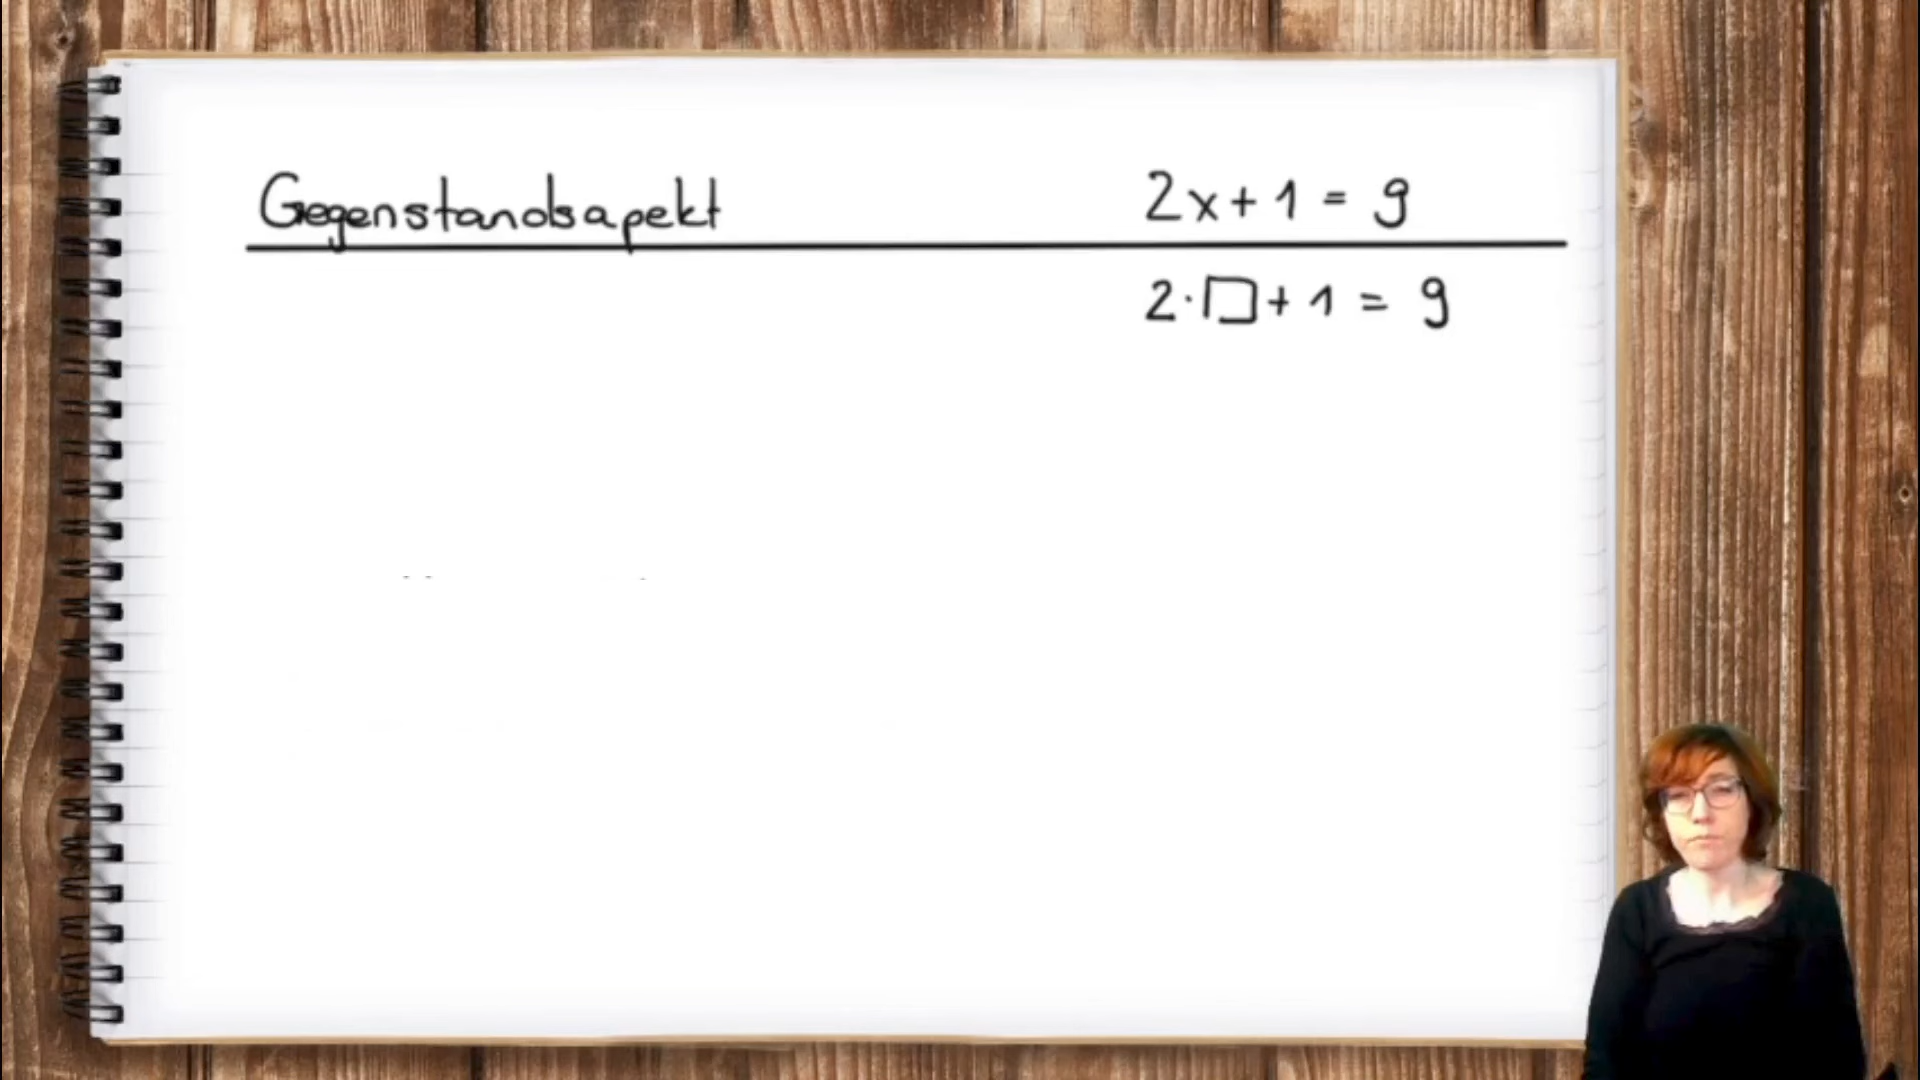 Gegenstandsapekt 2x + 1 = 9
2·□ + 1 = 9